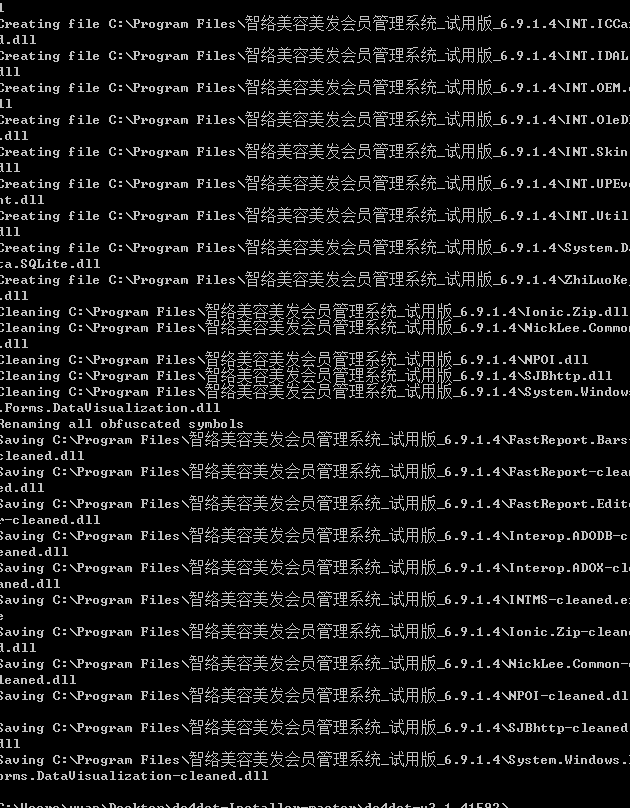 l
Creating file C:\Program Files\智络美容美发会员管理系统_试用版_6.9.1.4\INT.ICCa
d.dll
Creating file C:\Program Files\智络美容美发会员管理系统_试用版_6.9.1.4\INT.IDAL
dll
Creating file C:\Program Files\智络美容美发会员管理系统_试用版_6.9.1.4\INT.OEM.
ll
Creating file C:\Program Files\智络美容美发会员管理系统_试用版_6.9.1.4\INT.OleD
.dll
Creating file C:\Program Files\智络美容美发会员管理系统_试用版_6.9.1.4\INT.Skin
dll
Creating file C:\Program Files\智络美容美发会员管理系统_试用版_6.9.1.4\INT.UPEv
nt.dll
Creating file C:\Program Files\智络美容美发会员管理系统_试用版_6.9.1.4\INT.Util
dll
Creating file C:\Program Files\智络美容美发会员管理系统_试用版_6.9.1.4\System.D
ta.SQLite.dll
Creating file C:\Program Files\智络美容美发会员管理系统_试用版_6.9.1.4\ZhiLuoKe
.dll
Cleaning C:\Program Files\智络美容美发会员管理系统_试用版_6.9.1.4\Ionic.Zip.dll
Cleaning C:\Program Files\智络美容美发会员管理系统_试用版_6.9.1.4\NickLee.Commo
.dll
Cleaning C:\Program Files\智络美容美发会员管理系统_试用版_6.9.1.4\NPOI.dll
Cleaning C:\Program Files\智络美容美发会员管理系统_试用版_6.9.1.4\SJBhttp.dll
Cleaning C:\Program Files\智络美容美发会员管理系统_试用版_6.9.1.4\System.Window
.Forms.DataVisualization.dll
Renaming all obfuscated symbols
Saving C:\Program Files\智络美容美发会员管理系统_试用版_6.9.1.4\FastReport.Bars-
cleaned.dll
Saving C:\Program Files\智络美容美发会员管理系统_试用版_6.9.1.4\FastReport-clea
ed.dll
Saving C:\Program Files\智络美容美发会员管理系统_试用版_6.9.1.4\FastReport.Edit
r-cleaned.dll
Saving C:\Program Files\智络美容美发会员管理系统_试用版_6.9.1.4\Interop.ADODB-c
eaned.dll
Saving C:\Program Files\智络美容美发会员管理系统_试用版_6.9.1.4\Interop.ADOX-cl
aned.dll
Saving C:\Program Files\智络美容美发会员管理系统_试用版_6.9.1.4\INTMS-cleaned.e
e
Saving C:\Program Files\智络美容美发会员管理系统_试用版_6.9.1.4\Ionic.Zip-clean
d.dll
Saving C:\Program Files\智络美容美发会员管理系统_试用版_6.9.1.4\NickLee.Common-
leaned.dll
Saving C:\Program Files\智络美容美发会员管理系统_试用版_6.9.1.4\NPOI-cleaned.dl
Saving C:\Program Files\智络美容美发会员管理系统_试用版_6.9.1.4\SJBhttp-cleaned
dll
Saving C:\Program Files\智络美容美发会员管理系统_试用版_6.9.1.4\System.Windows.
orms.DataVisualization-cleaned.dll